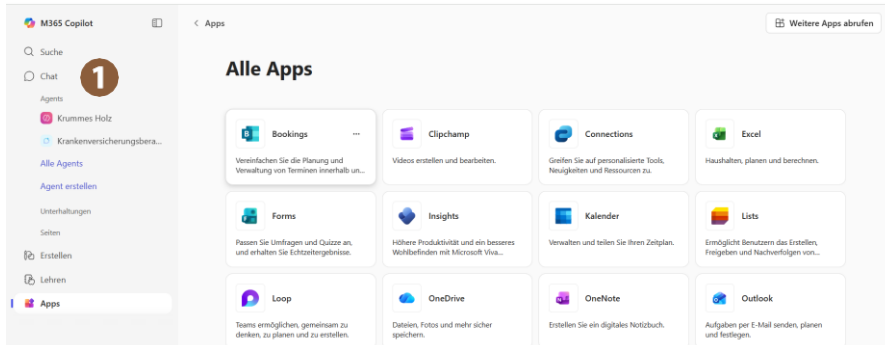 M365 Copilot
Suche
Chat
1
Agents
Krummes Holz
Krankenversicherungsbera...
Alle Agents
Agent erstellen
Unterhaltungen
Seiten
Erstellen
Lehren
Apps
< Apps
Weitere Apps abrufen
Alle Apps
Bookings ...
Vereinfachen Sie die Planung und
Verwaltung von Terminen innerhalb un...
Clipchamp
Videos erstellen und bearbeiten.
Connections
Greifen Sie auf personalisierte Tools,
Neuigkeiten und Ressourcen zu.
Excel
Haushalten, planen und berechnen.
Forms
Passen Sie Umfragen und Quizze an,
und erhalten Sie Echtzeitergebnisse.
Insights
Höhere Produktivität und ein besseres
Wohlbefinden mit Microsoft Viva...
Kalender
Verwalten und teilen Sie Ihren Zeitplan.
Lists
Ermöglicht Benutzern das Erstellen,
Freigeben und Nachverfolgen von...
Loop
Teams ermöglichen, gemeinsam zu
denken, zu planen und zu erstellen.
OneDrive
Dateien, Fotos und mehr sicher
speichern.
OneNote
Erstellen Sie ein digitales Notizbuch.
Outlook
Aufgaben per E-Mail senden, planen
und festlegen.